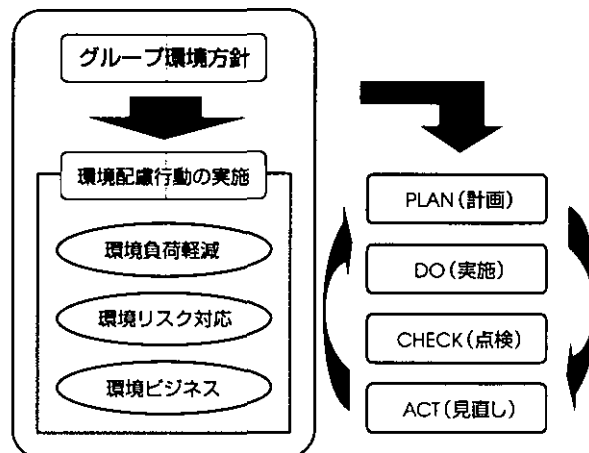 グループ環境方針
環境配慮行動の実施
環境負荷軽減
環境リスク対応
環境ビジネス
PLAN(計画)
DO(実施)
CHECK(点検)
ACT(見直し)